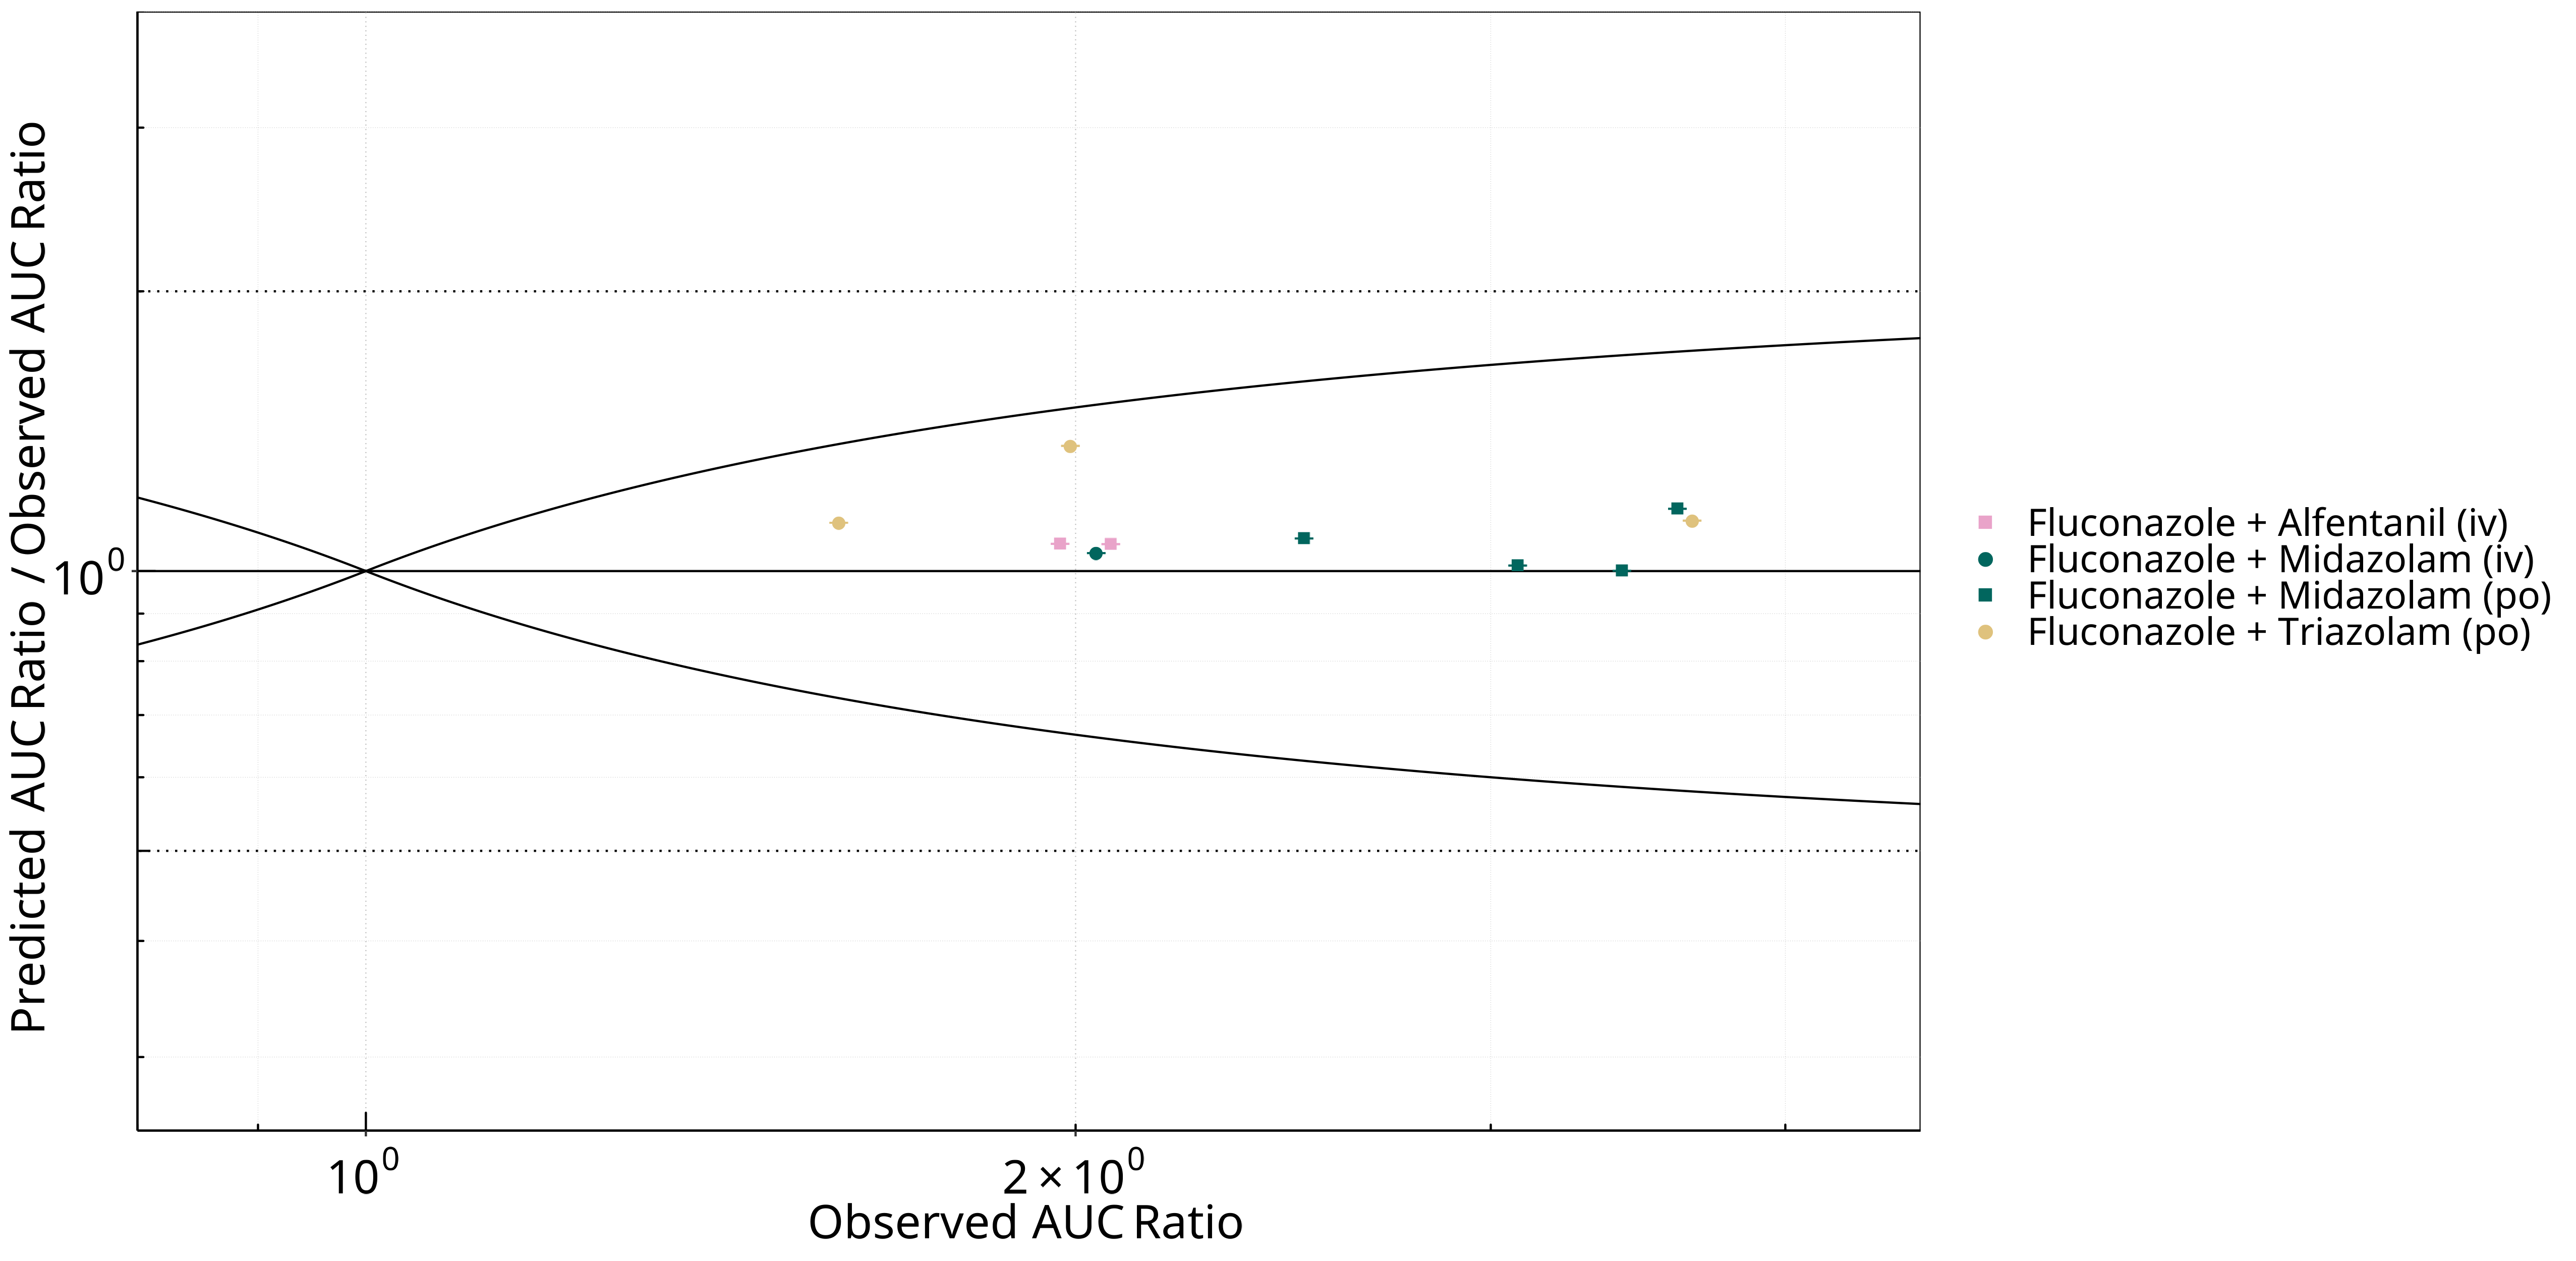 Predicted AUC Ratio / Observed AUC Ratio
10⁰
10⁰
2 × 10⁰
Observed AUC Ratio
Fluconazole + Alfentanil (iv)
Fluconazole + Midazolam (iv)
Fluconazole + Midazolam (po)
Fluconazole + Triazolam (po)